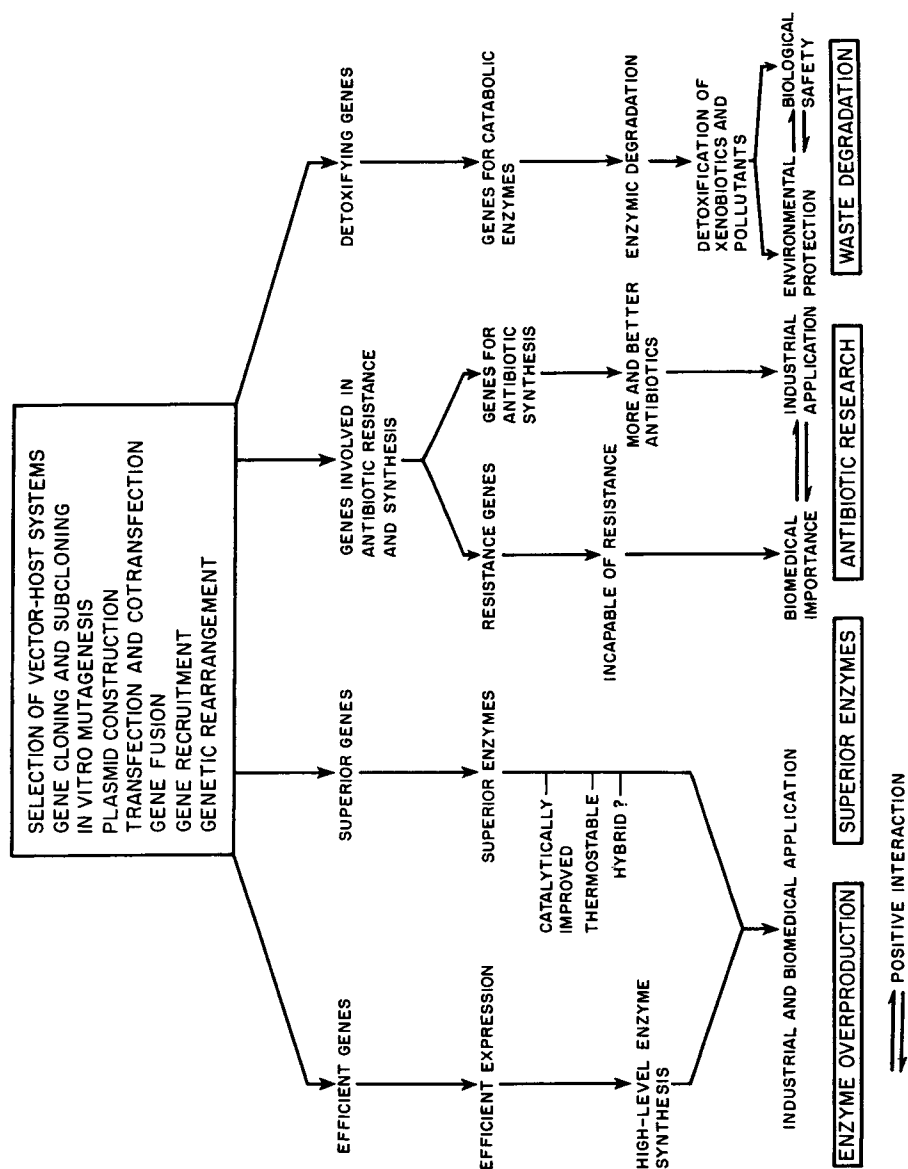 SELECTION OF VECTOR-HOST SYSTEMS
GENE CLONING AND SUBCLONING
IN VITRO MUTAGENESIS
PLASMID CONSTRUCTION
TRANSFECTION AND COTRANSFECTION
GENE FUSION
GENE RECRUITMENT
GENETIC REARRANGEMENT
EFFICIENT GENES
EFFICIENT EXPRESSION
HIGH-LEVEL ENZYME
SYNTHESIS
SUPERIOR GENES
SUPERIOR ENZYMES
CATALYTICALLY
IMPROVED
THERMOSTABLE
HYBRID ?
INDUSTRIAL AND BIOMEDICAL APPLICATION
GENES INVOLVED IN
ANTIBIOTIC RESISTANCE
AND SYNTHESIS
RESISTANCE GENES
INCAPABLE OF RESISTANCE
BIOMEDICAL
IMPORTANCE
GENES FOR
ANTIBIOTIC
SYNTHESIS
MORE AND BETTER
ANTIBIOTICS
INDUSTRIAL
APPLICATION
DETOXIFYING GENES
GENES FOR CATABOLIC
ENZYMES
ENZYMIC DEGRADATION
DETOXIFICATION OF
XENOBIOTICS AND
POLLUTANTS
ENVIRONMENTAL
PROTECTION
BIOLOGICAL
SAFETY
ENZYME OVERPRODUCTION
SUPERIOR ENZYMES
ANTIBIOTIC RESEARCH
WASTE DEGRADATION
POSITIVE INTERACTION